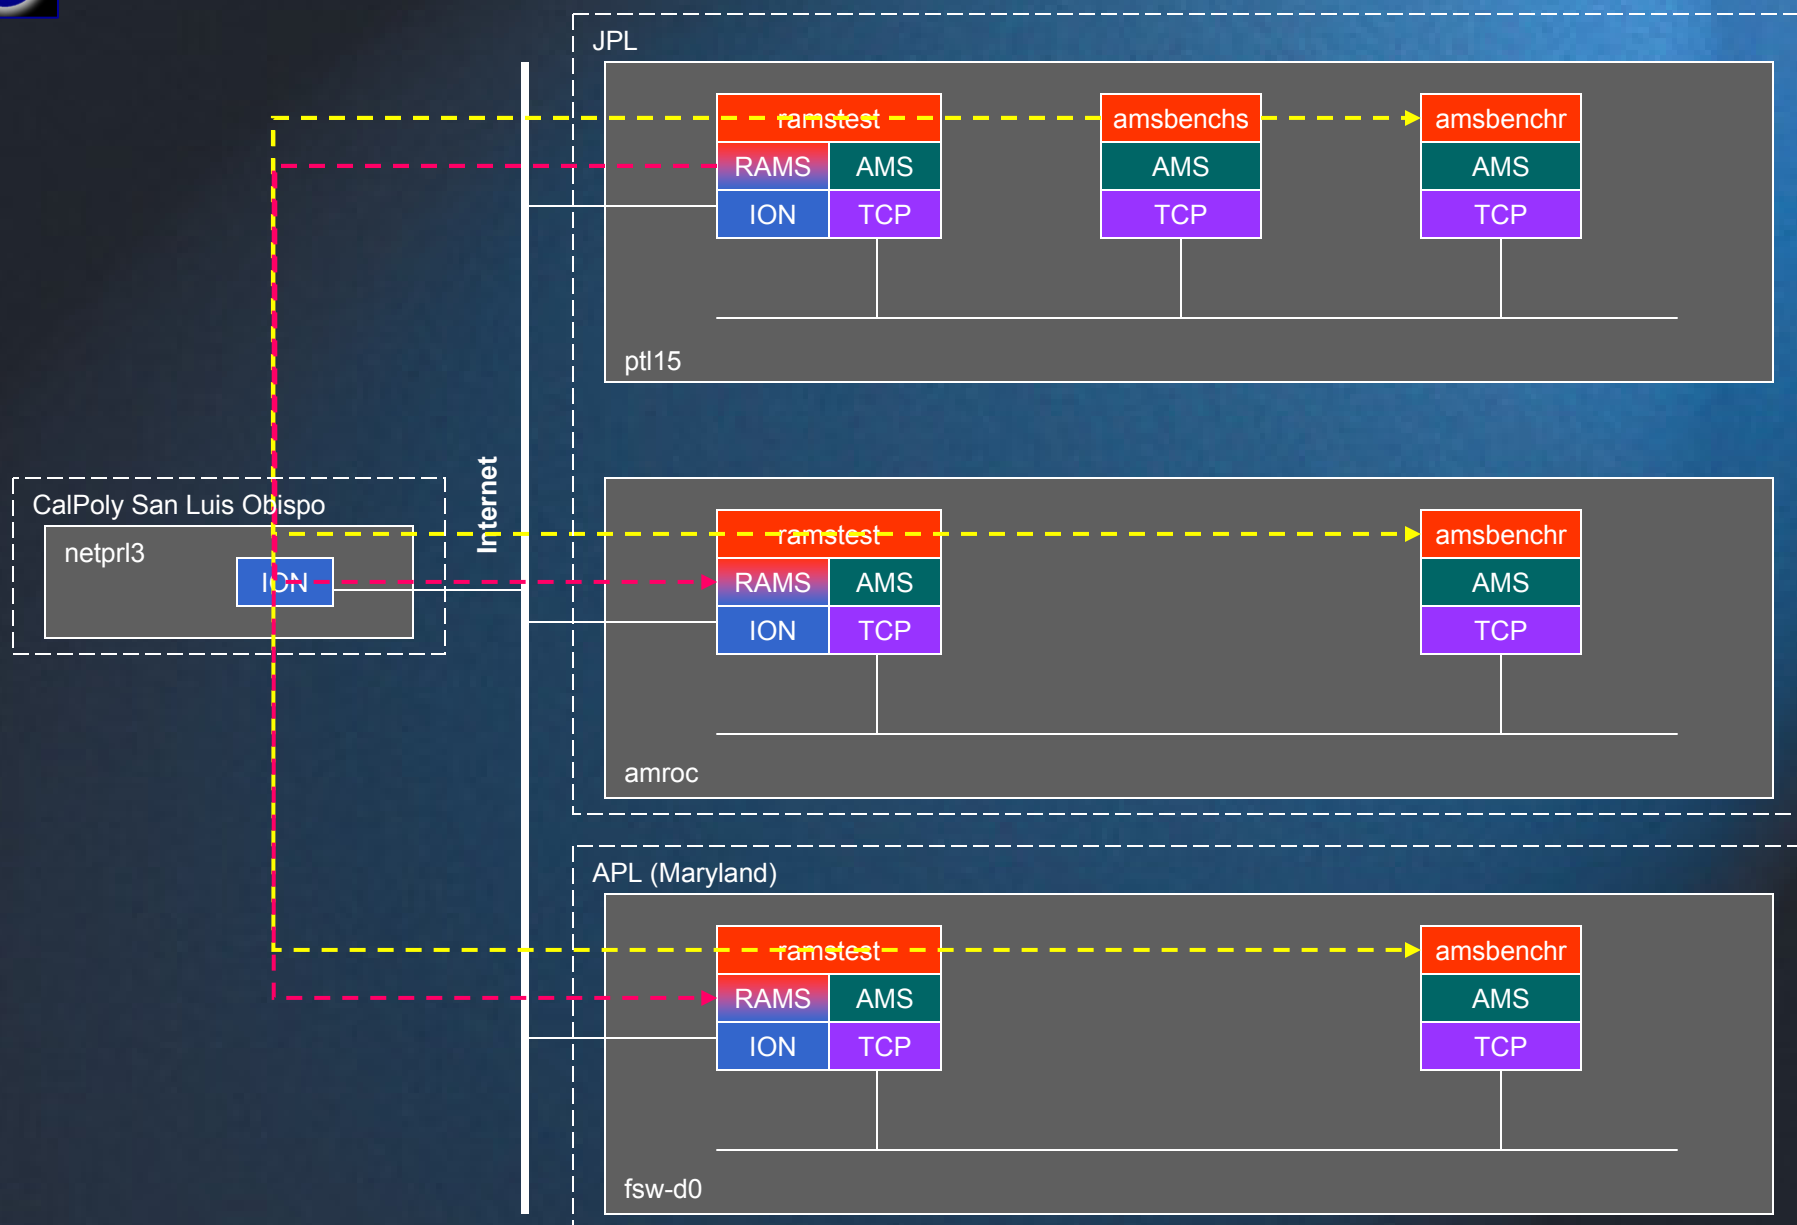 JPL
ramstest
amsbenchs
amsbenchr
RAMS
AMS
AMS
AMS
ION
TCP
TCP
TCP
ptl15
Internet
CalPoly San Luis Obispo
netprl3
ION
ramstest
amsbenchr
RAMS
AMS
AMS
ION
TCP
TCP
amroc
APL (Maryland)
ramstest
amsbenchr
RAMS
AMS
AMS
ION
TCP
TCP
fsw-d0